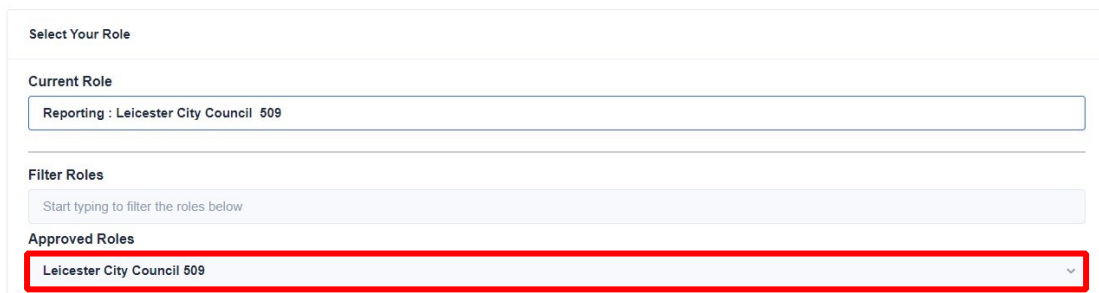 Select Your Role
Current Role
Reporting : Leicester City Council 509
Filter Roles
Start typing to filter the roles below
Approved Roles
Leicester City Council 509